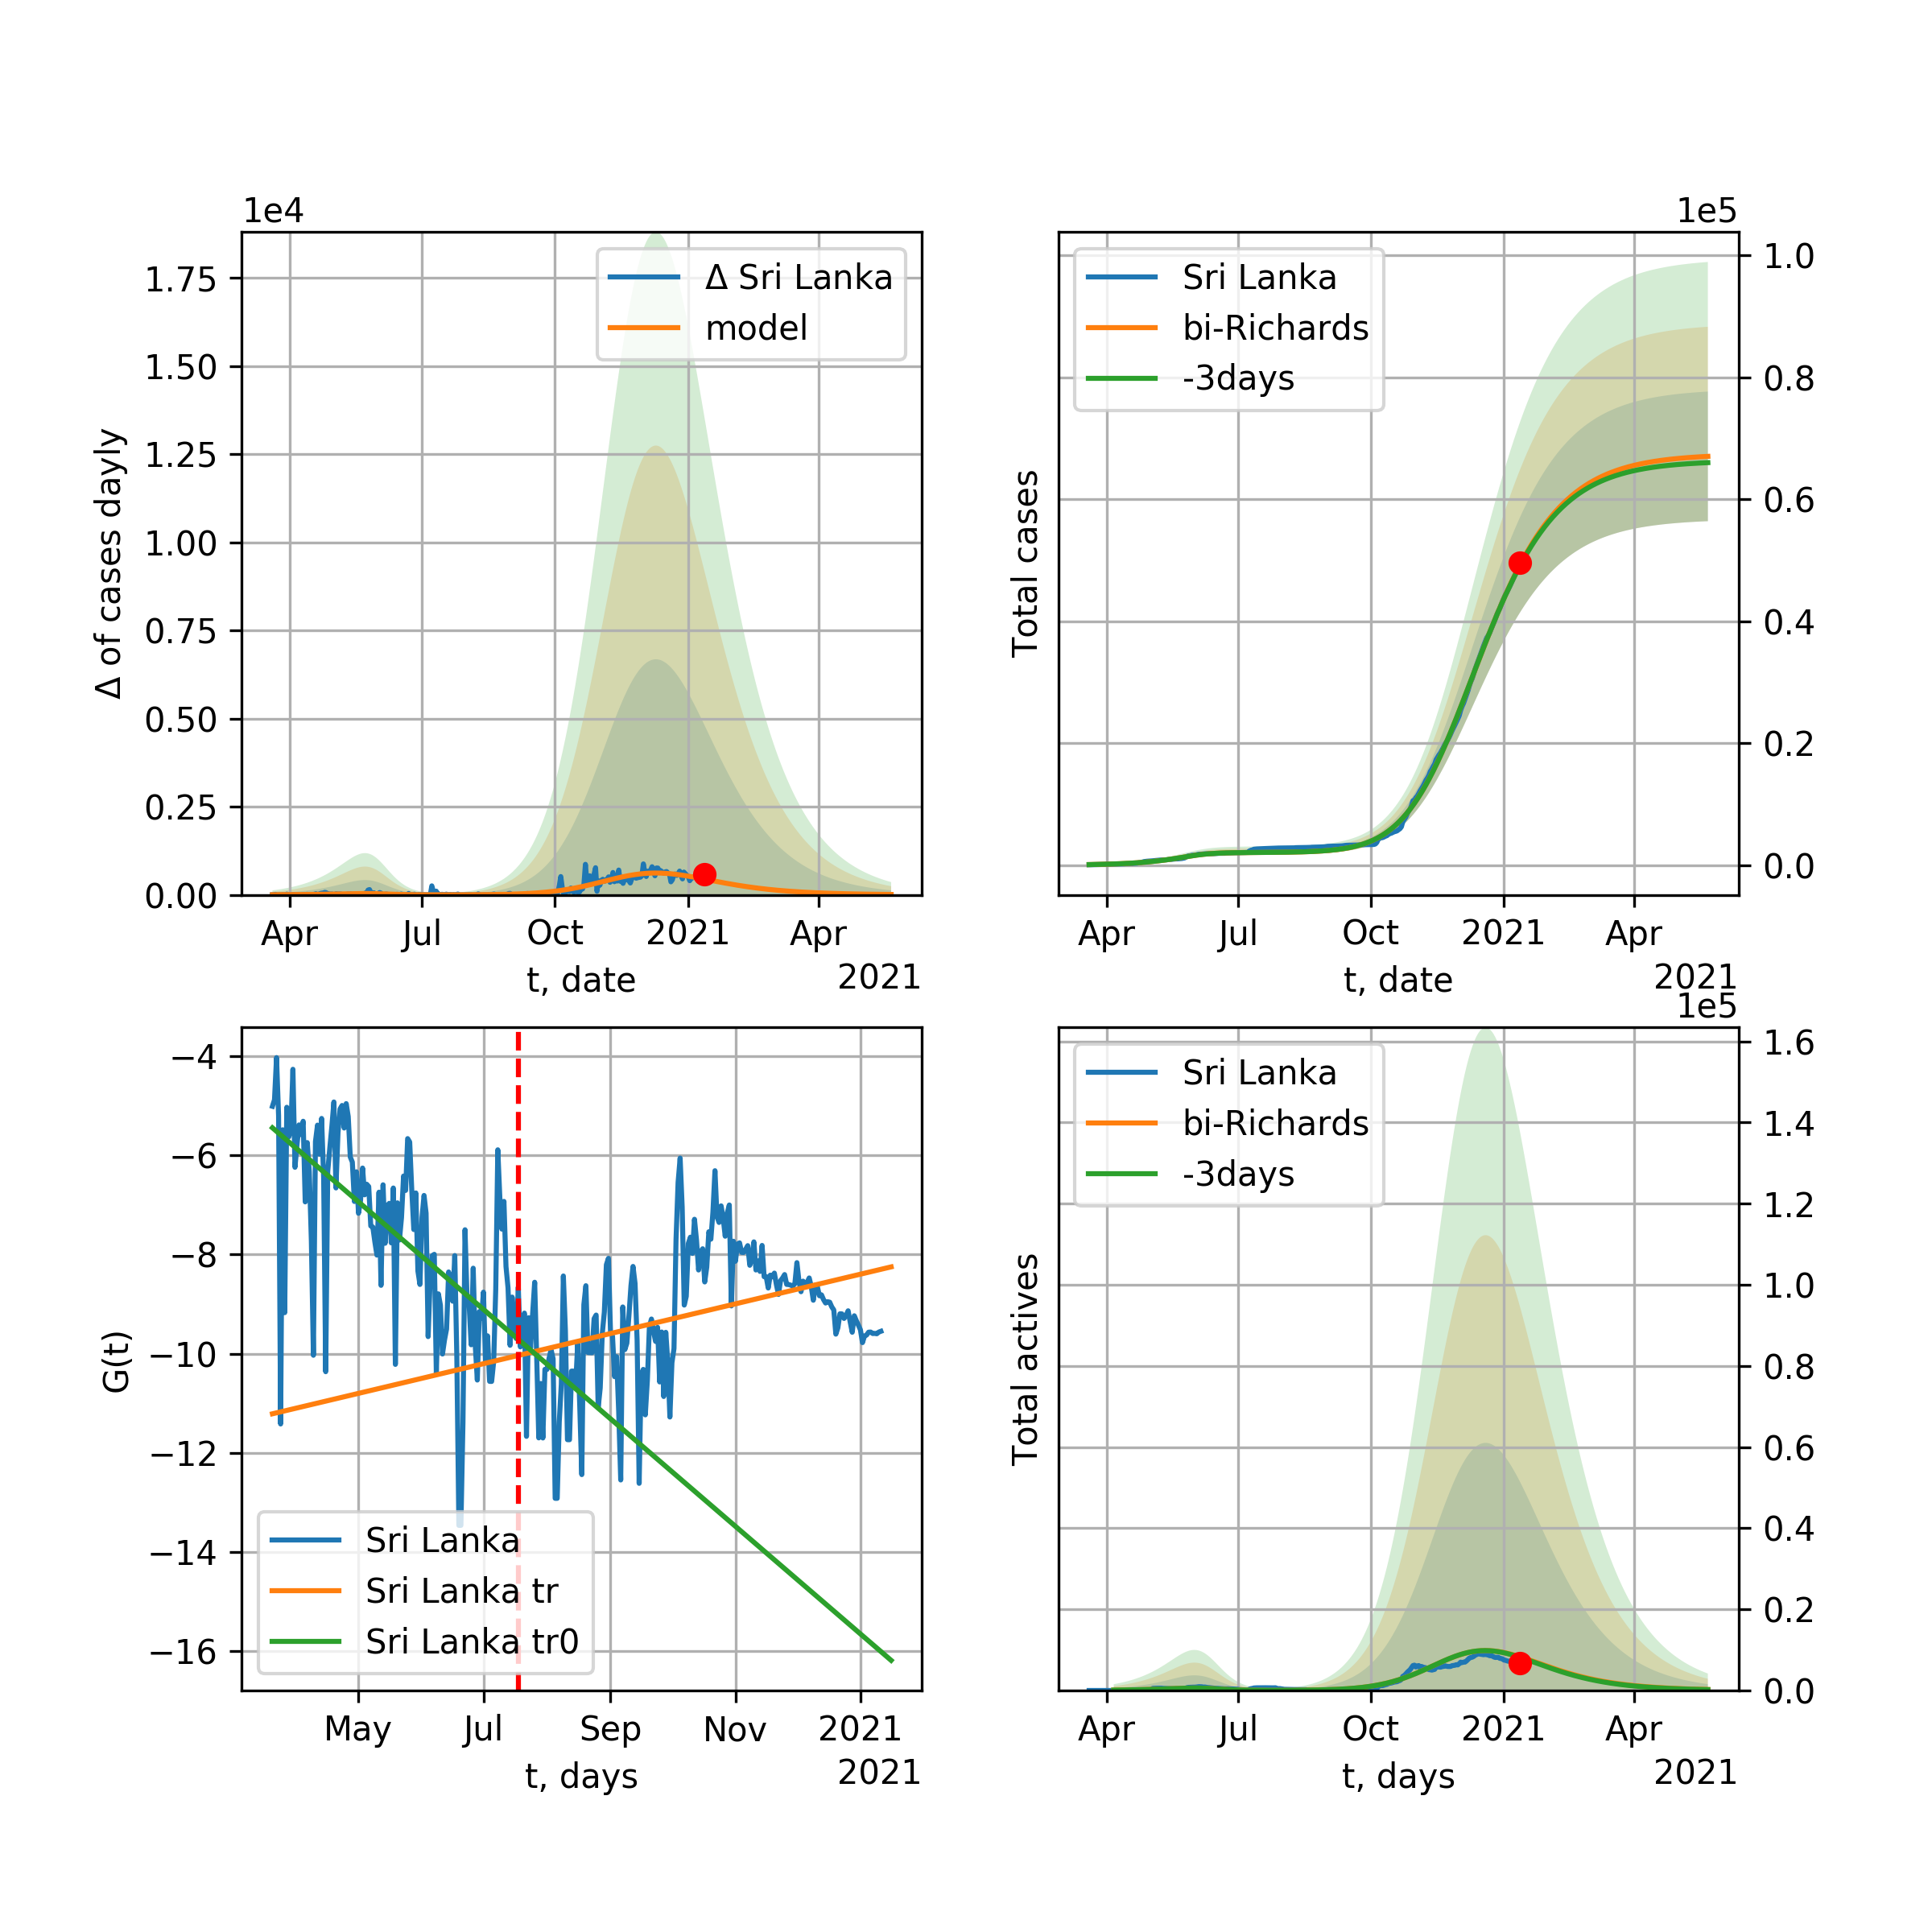 1e4
Δ of cases dayly
1.75
1.50
1.25
1.00
0.75
0.50
0.25
0.00
Δ Sri Lanka
model
Apr Jul Oct 2021 Apr
t, date
2021
1e5
Total cases
Sri Lanka
bi-Richards
-3days
1.0
0.8
0.6
0.4
0.2
0.0
Apr Jul Oct 2021 Apr
t, date
2021
G(t)
−4
−6
−8
−10
−12
−14
−16
Sri Lanka
Sri Lanka tr
Sri Lanka tr0
May Jul Sep Nov 2021
t, days
2021
1e5
Total actives
Sri Lanka
bi-Richards
-3days
1.6
1.4
1.2
1.0
0.8
0.6
0.4
0.2
0.0
Apr Jul Oct 2021 Apr
t, days
2021